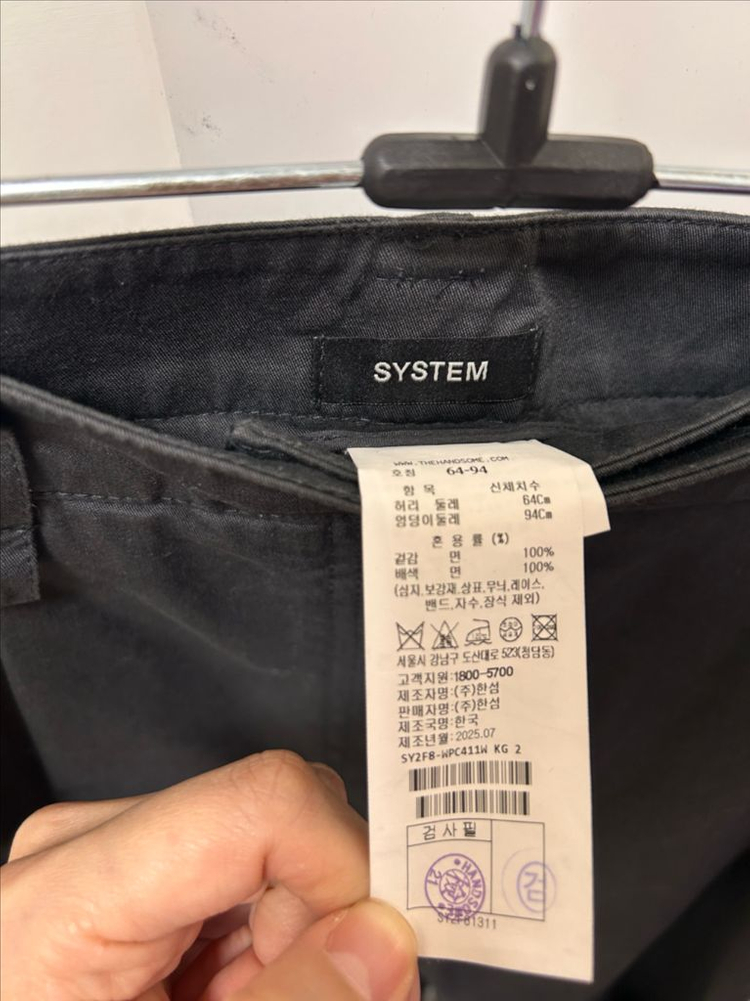 SYSTEM
WWW.THEHANDSOME.COM
호칭 64-94
항 목 신체치수
허리 둘레 64Cm
엉덩이둘레 94Cm
혼 용 률 (%)
겉감 면 100%
배색 면 100%
(심지,보강재,상표,무늬,레이스,
밴드,자수,장식 제외)
서울시 강남구 도산대로 523(청담동)
고객지원:1800-5700
제조자명:(주)한섬
판매자명:(주)한섬
제조국명:한국
제조년월:2025.07
SY2F8-WPC411W KG 2
검 사 필
HANDSOME
21
검
SY2F81311